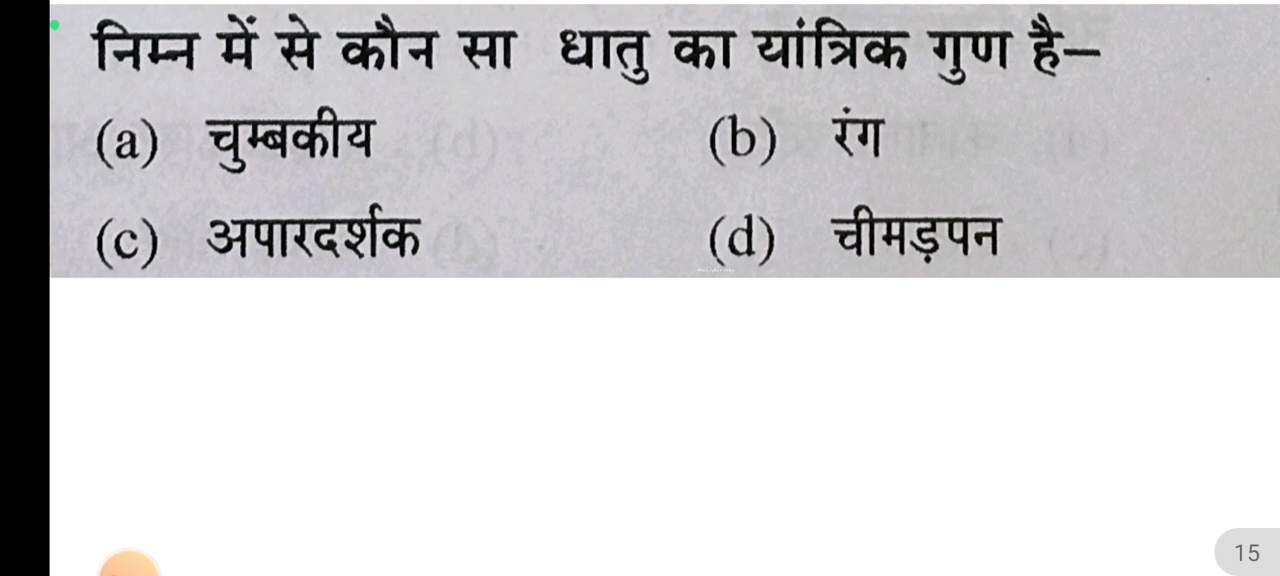 निम्न में से कौन सा धातु का यांत्रिक गुण है–
(a) चुम्बकीय (b) रंग
(c) अपारदर्शक (d) चीमड़पन
15